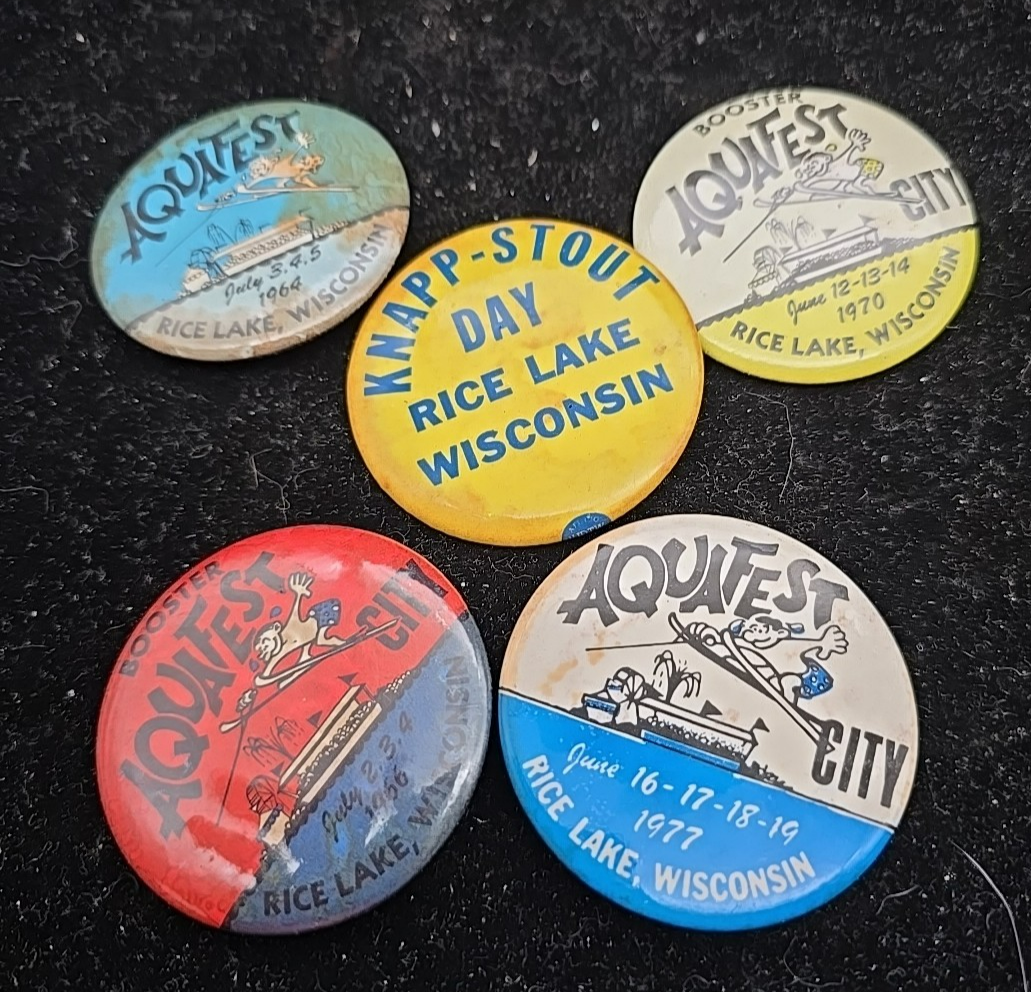 AQUAFEST
July 3.4.5
1964
RICE LAKE, WISCONSIN
BOOSTER
AQUAFEST
CITY
June 12-13-14
1970
RICE LAKE, WISCONSIN
KNAPP-STOUT
DAY
RICE LAKE
WISCONSIN
BOOSTER
AQUAFEST
CITY
July 2,3,4
1966
RICE LAKE, WISCONSIN
AQUAFEST
CITY
June 16-17-18-19
1977
RICE LAKE, WISCONSIN